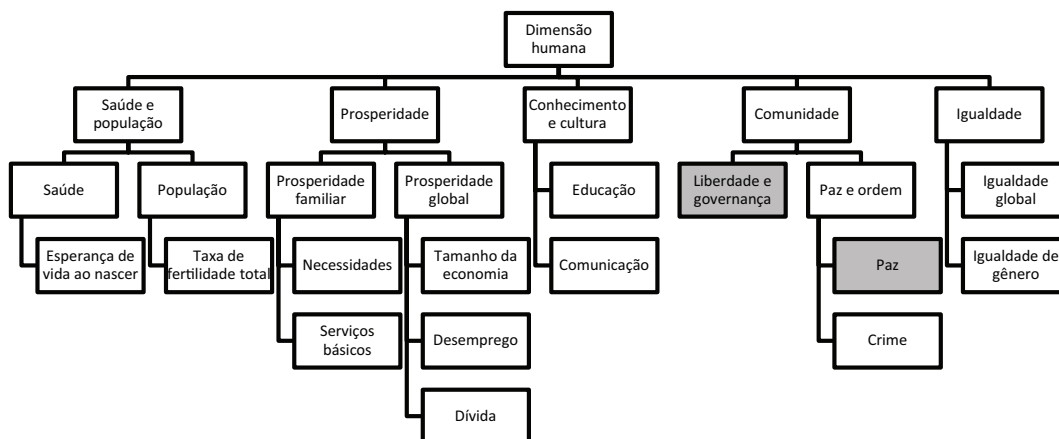 Dimensão
humana
Saúde e
população
Prosperidade
Conhecimento
e cultura
Comunidade
Igualdade
Saúde
População
Prosperidade
familiar
Prosperidade
global
Educação
Liberdade e
governança
Paz e ordem
Igualdade
global
Esperança de
vida ao nascer
Taxa de
fertilidade total
Necessidades
Tamanho da
economia
Comunicação
Paz
Igualdade de
gênero
Serviços
básicos
Desemprego
Crime
Dívida